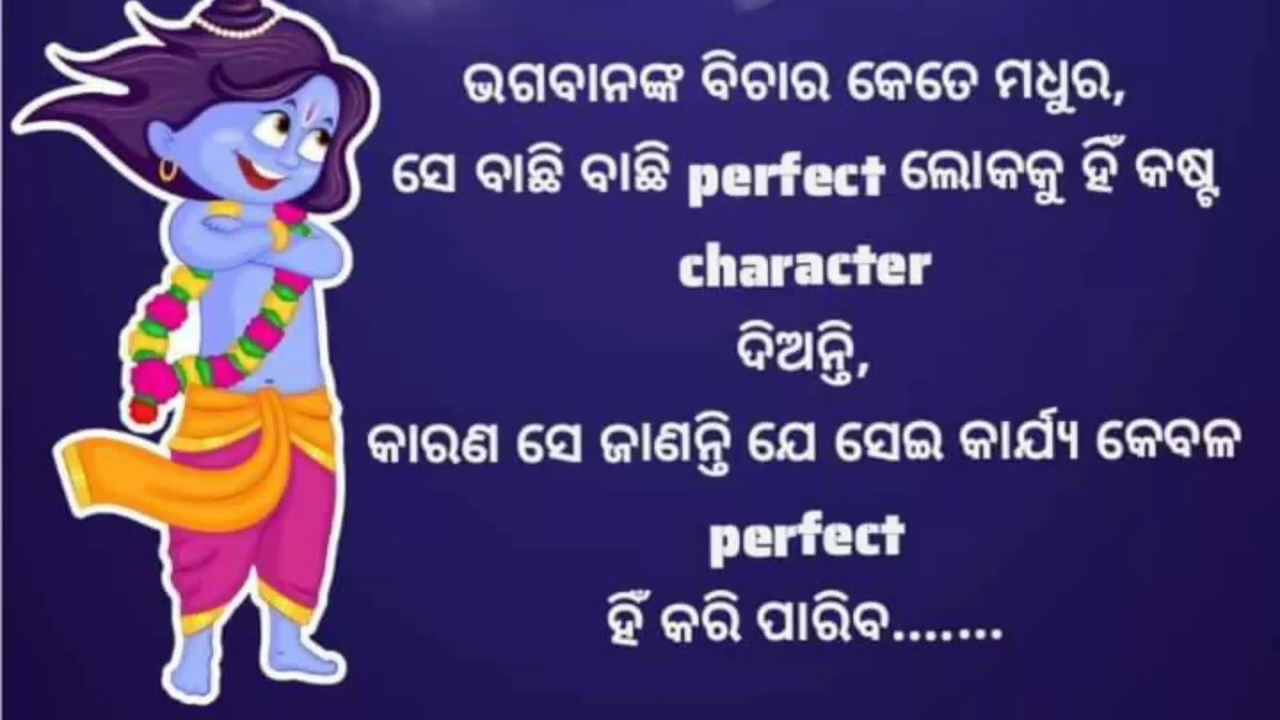 ଭଗବାନଙ୍କ ବିଚାର କେତେ ମଧୁର,
ସେ ବାଛି ବାଛି perfect ଲୋକକୁ ହିଁ କଷ୍ଟ
character
ଦିଅନ୍ତି,
କାରଣ ସେ ଜାଣନ୍ତି ଯେ ସେଇ କାର୍ଯ୍ୟ କେବଳ
perfect
ହିଁ କରି ପାରିବ.......